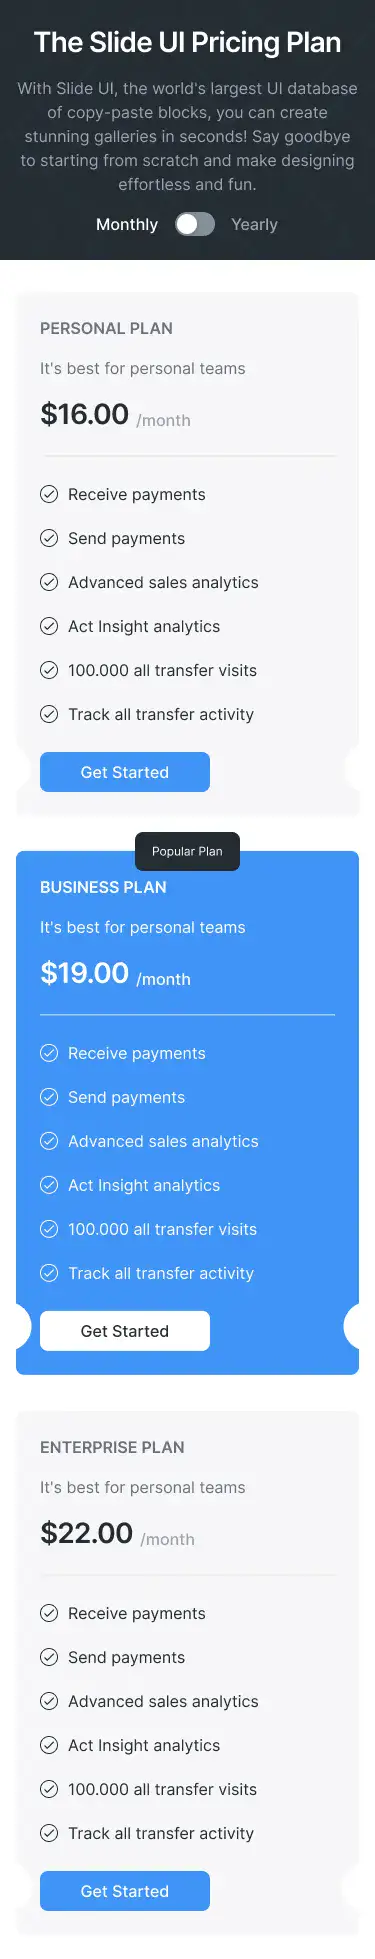 The Slide UI Pricing Plan
With Slide UI, the world's largest UI database
of copy-paste blocks, you can create
stunning galleries in seconds! Say goodbye
to starting from scratch and make designing
effortless and fun.
Monthly Yearly
PERSONAL PLAN
It's best for personal teams
$16.00 /month
Receive payments
Send payments
Advanced sales analytics
Act Insight analytics
100.000 all transfer visits
Track all transfer activity
Get Started
Popular Plan
BUSINESS PLAN
It's best for personal teams
$19.00 /month
Receive payments
Send payments
Advanced sales analytics
Act Insight analytics
100.000 all transfer visits
Track all transfer activity
Get Started
ENTERPRISE PLAN
It's best for personal teams
$22.00 /month
Receive payments
Send payments
Advanced sales analytics
Act Insight analytics
100.000 all transfer visits
Track all transfer activity
Get Started